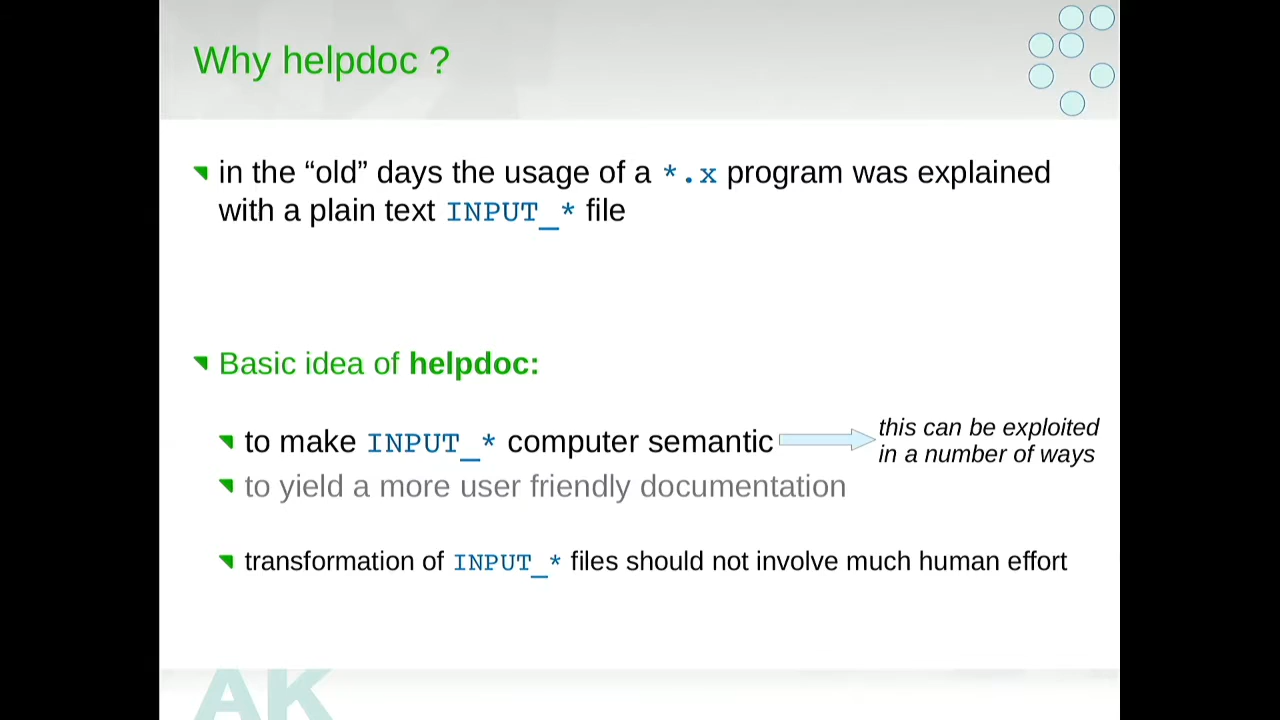 Why helpdoc ?
in the “old” days the usage of a *.x program was explained
with a plain text INPUT_* file
Basic idea of helpdoc:
to make INPUT_* computer semantic
this can be exploited
in a number of ways
to yield a more user friendly documentation
transformation of INPUT_* files should not involve much human effort
AK